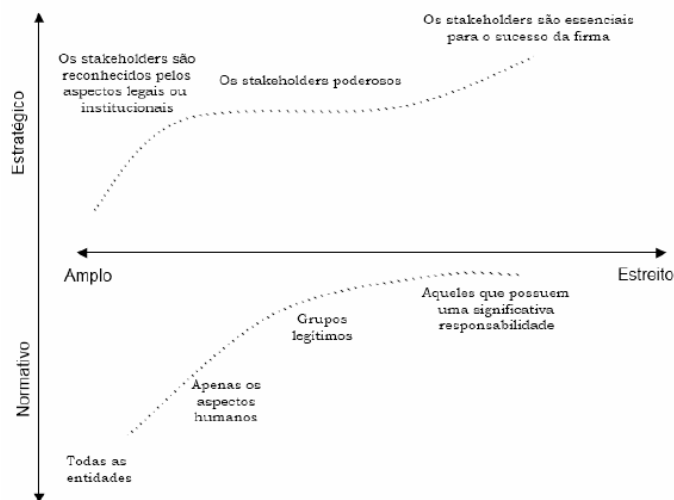 Os stakeholders são essenciais
para o sucesso da firma
Os stakeholders são
reconhecidos pelos
aspectos legais ou
institucionais
Os stakeholders poderosos
Estratégico
Amplo
Estreito
Aqueles que possuem
uma significativa
responsabilidade
Grupos
legítimos
Apenas os
aspectos
humanos
Normativo
Todas as
entidades